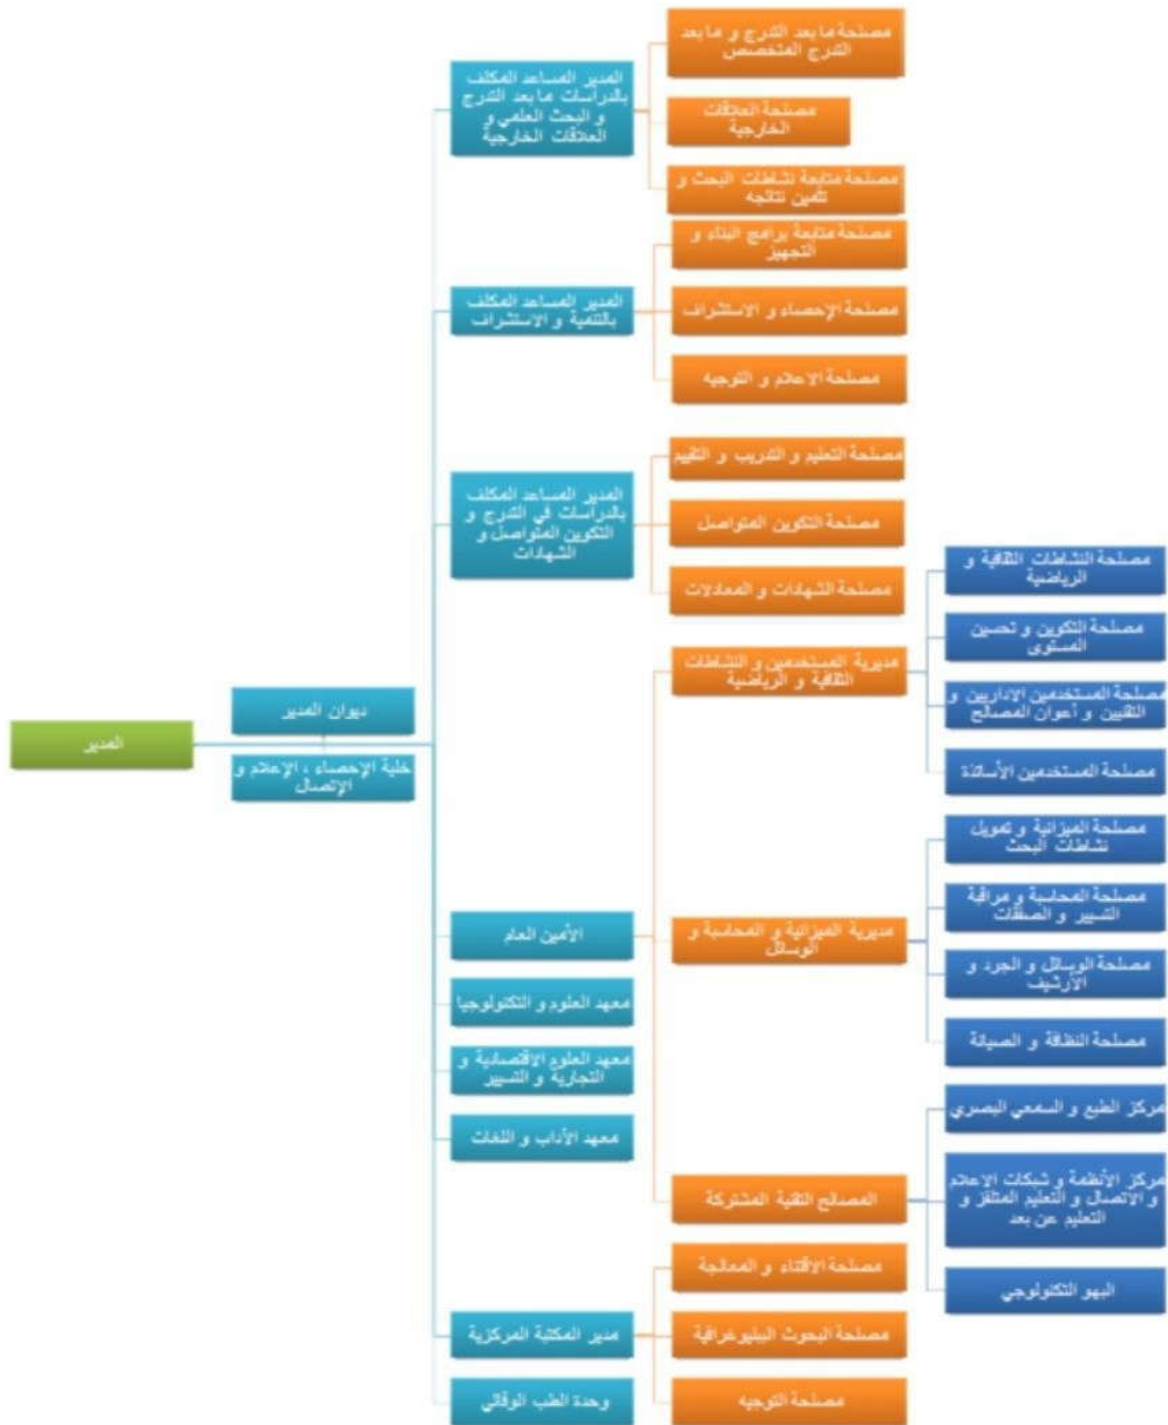 مصلحة ما بعد التدرج و ما بعد
التدرج المتخصص
المدير المساعد المكلف
بالدراسات ما بعد التدرج
و البحث العلمي و
العلاقات الخارجية
مصلحة العلاقات
الخارجية
مصلحة متابعة نشاطات البحث و
تثمين نتائجه
مصلحة متابعة برامج البناء و
التجهيز
المدير المساعد المكلف
بالتنمية و الاستشراف
مصلحة الإحصاء و الاستشراف
مصلحة الاعلام و التوجيه
مصلحة التعليم و التدريب و التقييم
المدير المساعد المكلف
بالدراسات في التدرج و
التكوين المتواصل و
الشهادات
مصلحة التكوين المتواصل
مصلحة الشهادات و المعادلات
مصلحة النشاطات الثقافية و
الرياضية
مصلحة التكوين و تحسين
المستوى
مديرية المستخدمين و النشاطات
الثقافية و الرياضية
مصلحة المستخدمين الاداريين و
التقنيين و أعوان المصالح
مصلحة المستخدمين الأساتذة
ديوان المدير
المدير
خلية الإحصاء ، الإعلام و
الإتصال
مصلحة الميزانية و تمويل
نشاطات البحث
مصلحة المحاسبة و مراقبة
التسيير و الصفقات
مديرية الميزانية و المحاسبة و
الوسائل
الأمين العام
مصلحة الوسائل و الجرد و
الأرشيف
مصلحة النظافة و الصيانة
معهد العلوم و التكنولوجيا
معهد العلوم الاقتصادية و
التجارية و التسيير
معهد الأداب و اللغات
مركز الطبع و السمعي البصري
مركز الأنظمة و شبكات الاعلام
و الاتصال و التعليم المتلفز و
التعليم عن بعد
المصالح التقنية المشتركة
البهو التكنولوجي
مصلحة الاقتناء و المعالجة
مدير المكتبة المركزية
مصلحة البحوث البيليوغرافية
مصلحة التوجيه
وحدة الطب الوقائي